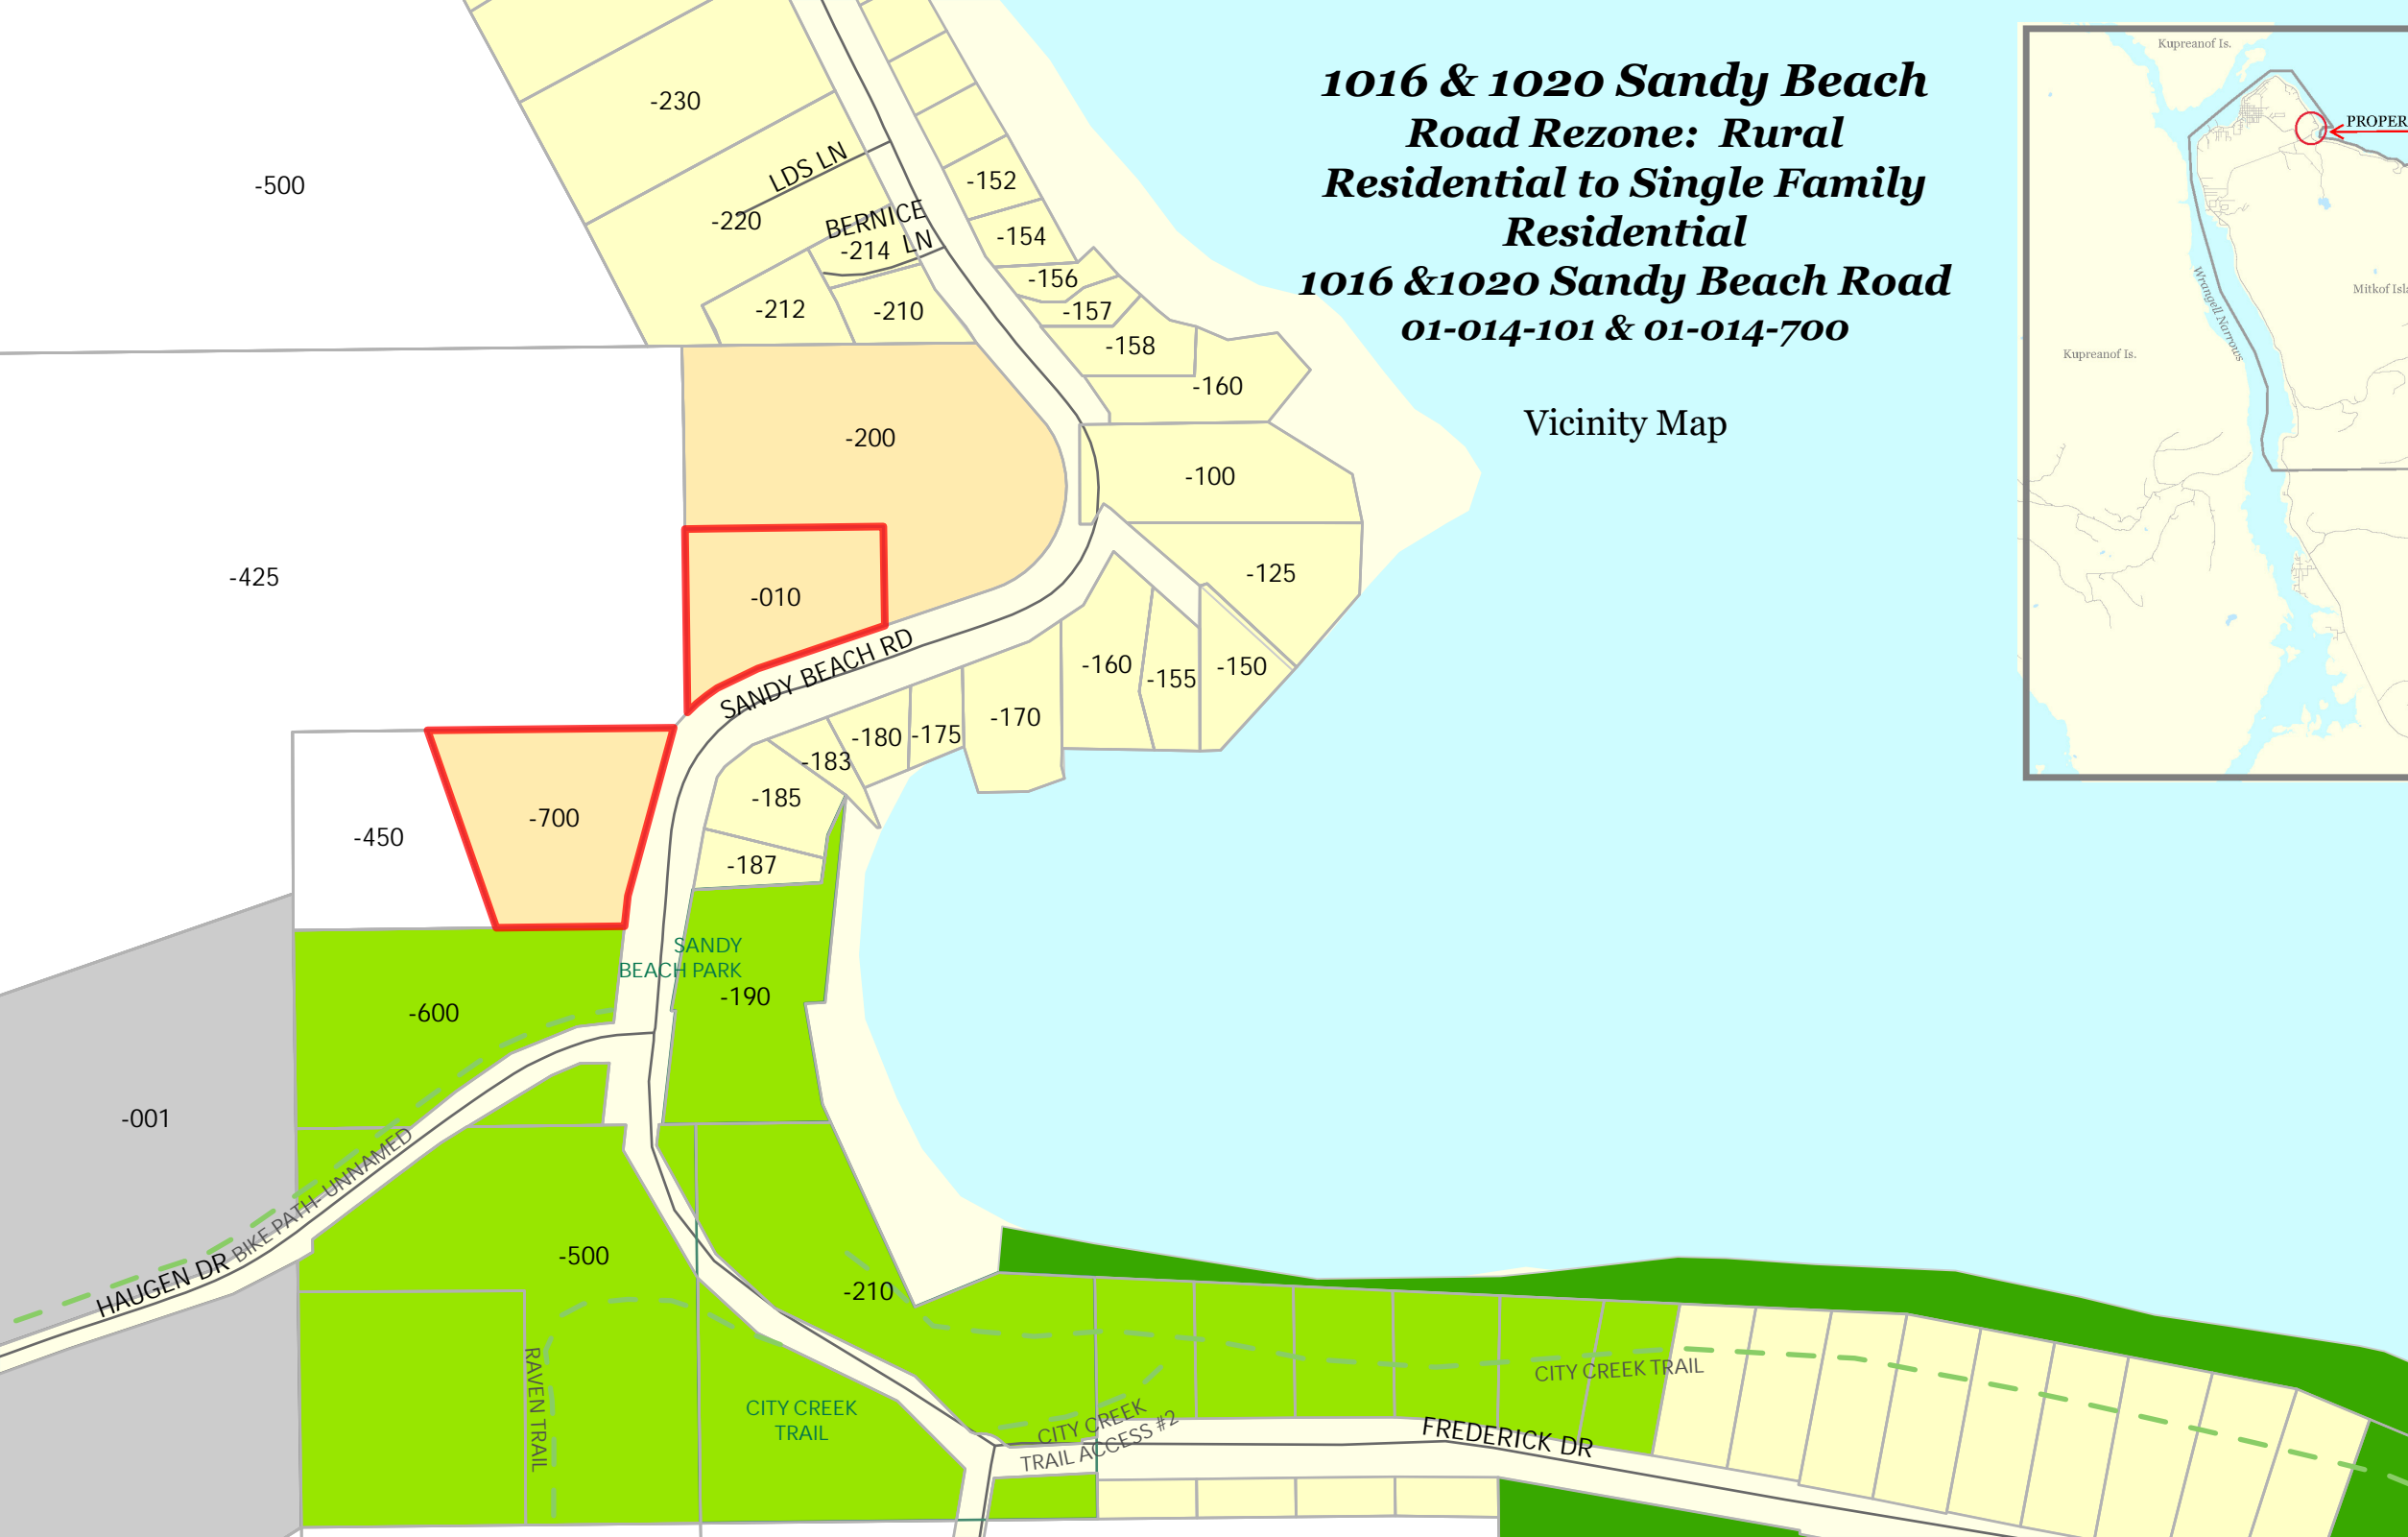 1016 & 1020 Sandy Beach
Road Rezone: Rural
Residential to Single Family
Residential
1016 &1020 Sandy Beach Road
01-014-101 & 01-014-700
Vicinity Map
Kupreanof Is.
PROPER
Wrangell Narrows
Mitkof Isla
Kupreanof Is.
-230
-500
LDS LN
-220
BERNICE
LN
-214
-212
-210
-152
-154
-156
-157
-158
-160
-200
-100
-425
-010
-125
SANDY BEACH RD
-160
-155
-150
-170
-175
-180
-183
-185
-187
-700
-450
SANDY
BEACH PARK
-190
-600
-001
BIKE PATH- UNNAMED
HAUGEN DR
-500
-210
RAVEN TRAIL
CITY CREEK
TRAIL
CITY CREEK
TRAIL ACCESS #2
CITY CREEK TRAIL
FREDERICK DR